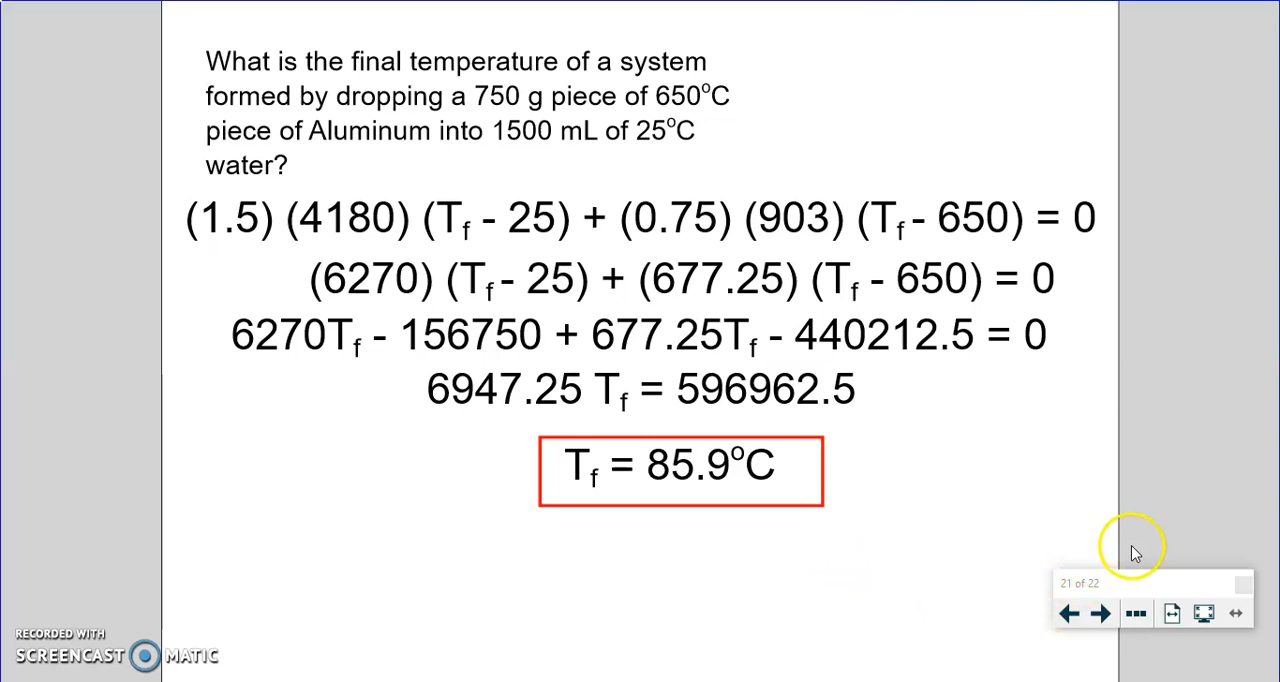 What is the final temperature of a system
formed by dropping a 750 g piece of 650°C
piece of Aluminum into 1500 mL of 25°C
water?
(1.5) (4180) (Tf - 25) + (0.75) (903) (Tf - 650) = 0
(6270) (Tf - 25) + (677.25) (Tf - 650) = 0
6270Tf - 156750 + 677.25Tf - 440212.5 = 0
6947.25 Tf = 596962.5
Tf = 85.9°C
21 of 22
RECORDED WITH
SCREENCAST MATIC